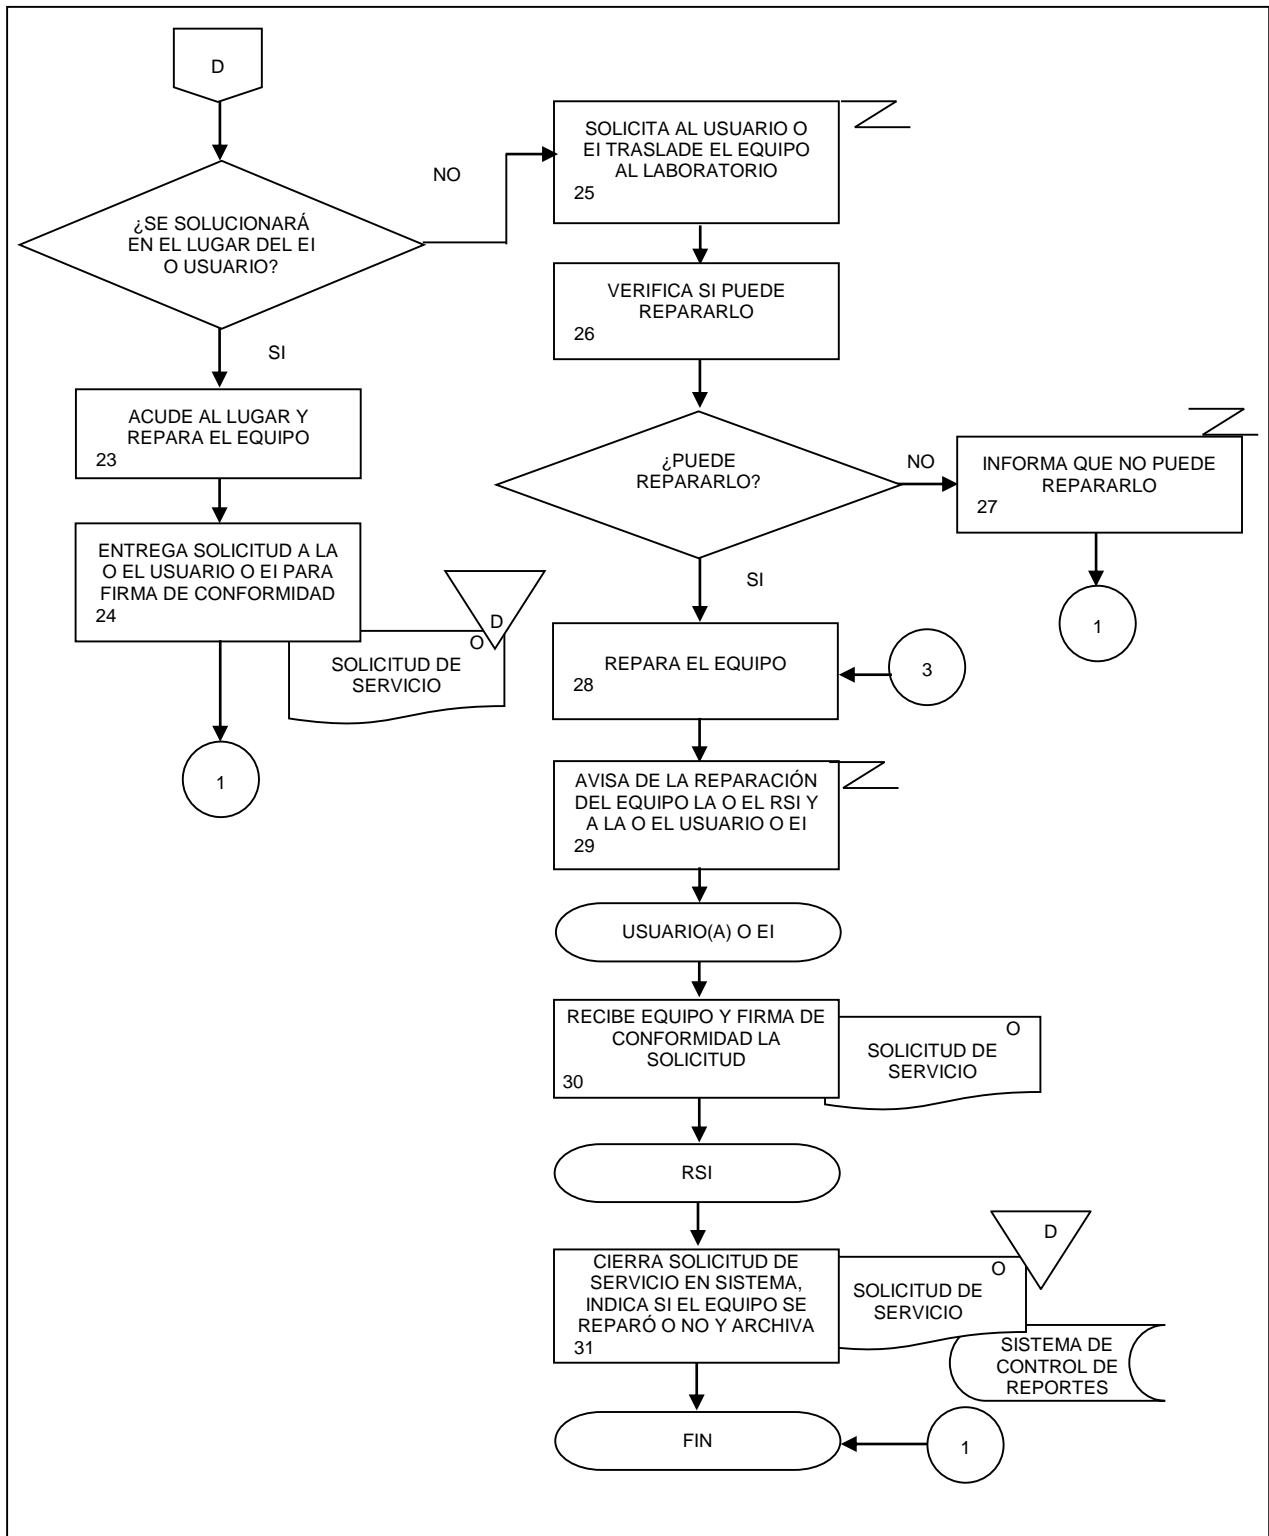 D
¿SE SOLUCIONARÁ
EN EL LUGAR DEL EI
O USUARIO?
NO
SI
ACUDE AL LUGAR Y
REPARA EL EQUIPO
23
ENTREGA SOLICITUD A LA
O EL USUARIO O EI PARA
FIRMA DE CONFORMIDAD
24
D
O
SOLICITUD DE
SERVICIO
1
SOLICITA AL USUARIO O
EI TRASLADE EL EQUIPO
AL LABORATORIO
25
VERIFICA SI PUEDE
REPARARLO
26
¿PUEDE
REPARARLO?
NO
INFORMA QUE NO PUEDE
REPARARLO
27
1
SI
REPARA EL EQUIPO
28
3
AVISA DE LA REPARACIÓN
DEL EQUIPO LA O EL RSI Y
A LA O EL USUARIO O EI
29
USUARIO(A) O EI
RECIBE EQUIPO Y FIRMA DE
CONFORMIDAD LA
SOLICITUD
30
O
SOLICITUD DE
SERVICIO
RSI
CIERRA SOLICITUD DE
SERVICIO EN SISTEMA,
INDICA SI EL EQUIPO SE
REPARÓ O NO Y ARCHIVA
31
D
O
SOLICITUD DE
SERVICIO
SISTEMA DE
CONTROL DE
REPORTES
FIN
1